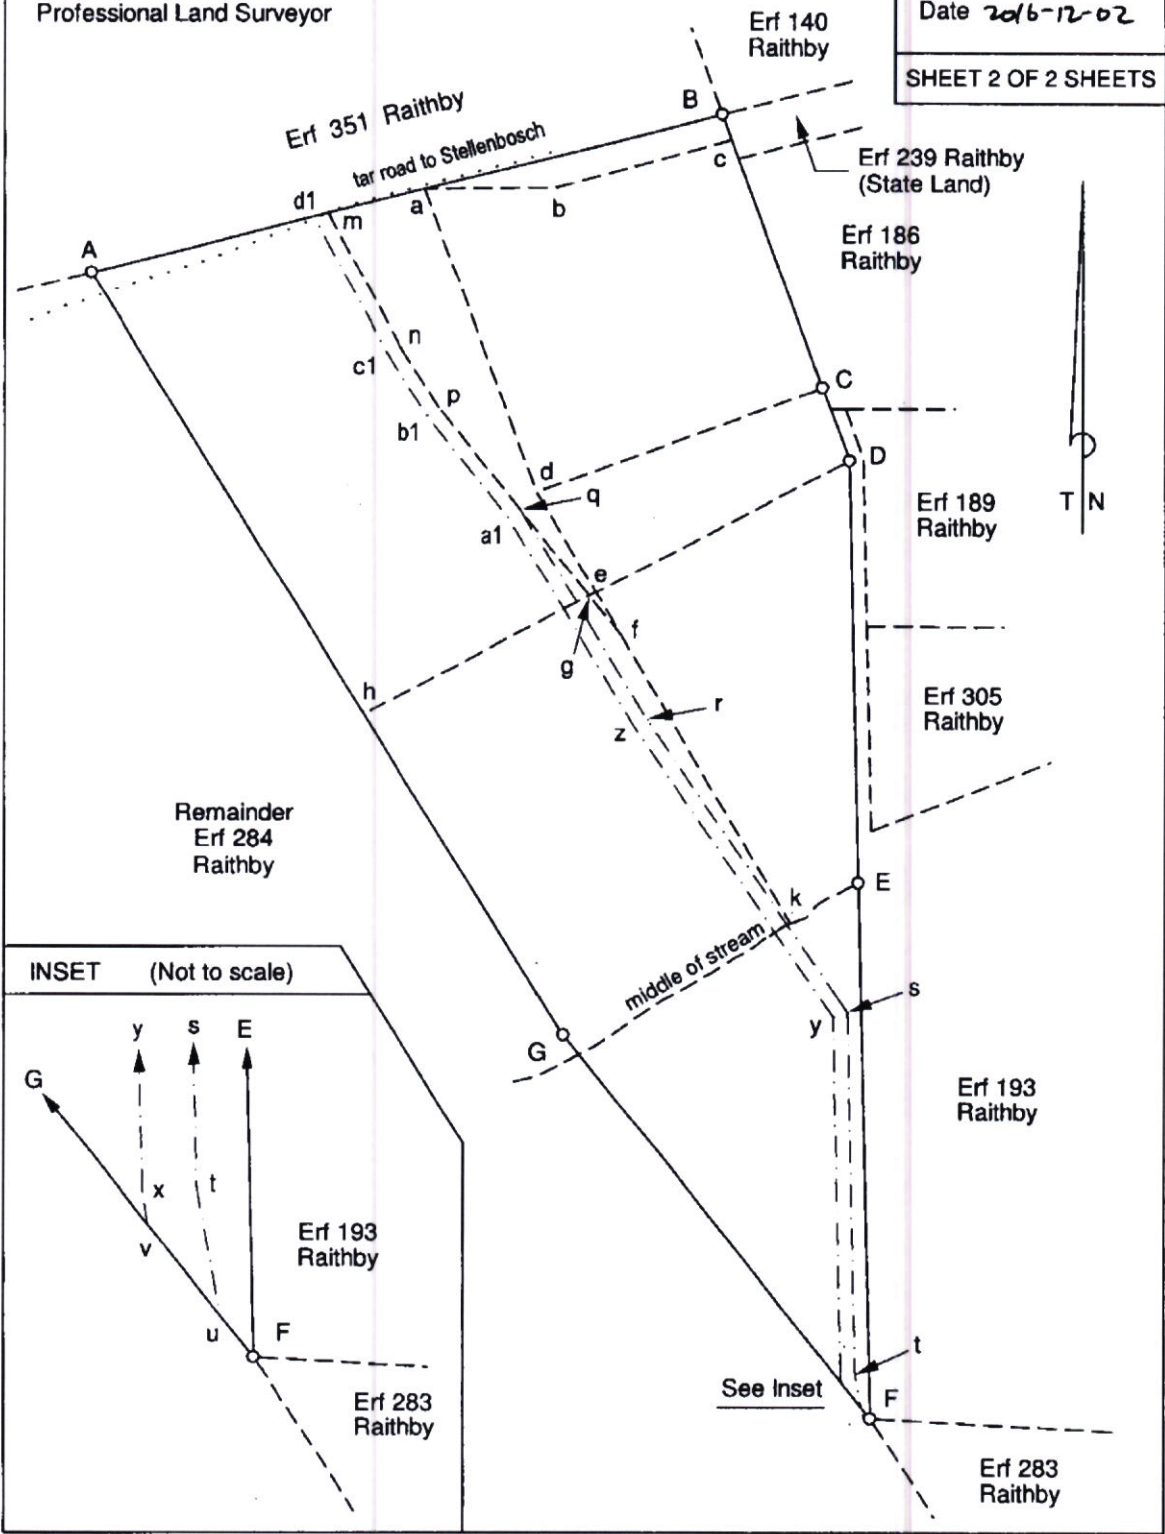 Professional Land Surveyor
Date 2016-12-02
SHEET 2 OF 2 SHEETS
Erf 140
Raithby
B
Erf 351 Raithby
tar road to Stellenbosch
c
Erf 239 Raithby
(State Land)
d1
m
a
b
A
Erf 186
Raithby
n
c1
C
p
b1
D
d
q
T N
Erf 189
Raithby
a1
e
f
g
h
r
z
Erf 305
Raithby
Remainder
Erf 284
Raithby
E
k
middle of stream
INSET (Not to scale)
s
y
G
y
s
E
G
Erf 193
Raithby
x
t
v
Erf 193
Raithby
u
F
t
See Inset
F
Erf 283
Raithby
Erf 283
Raithby